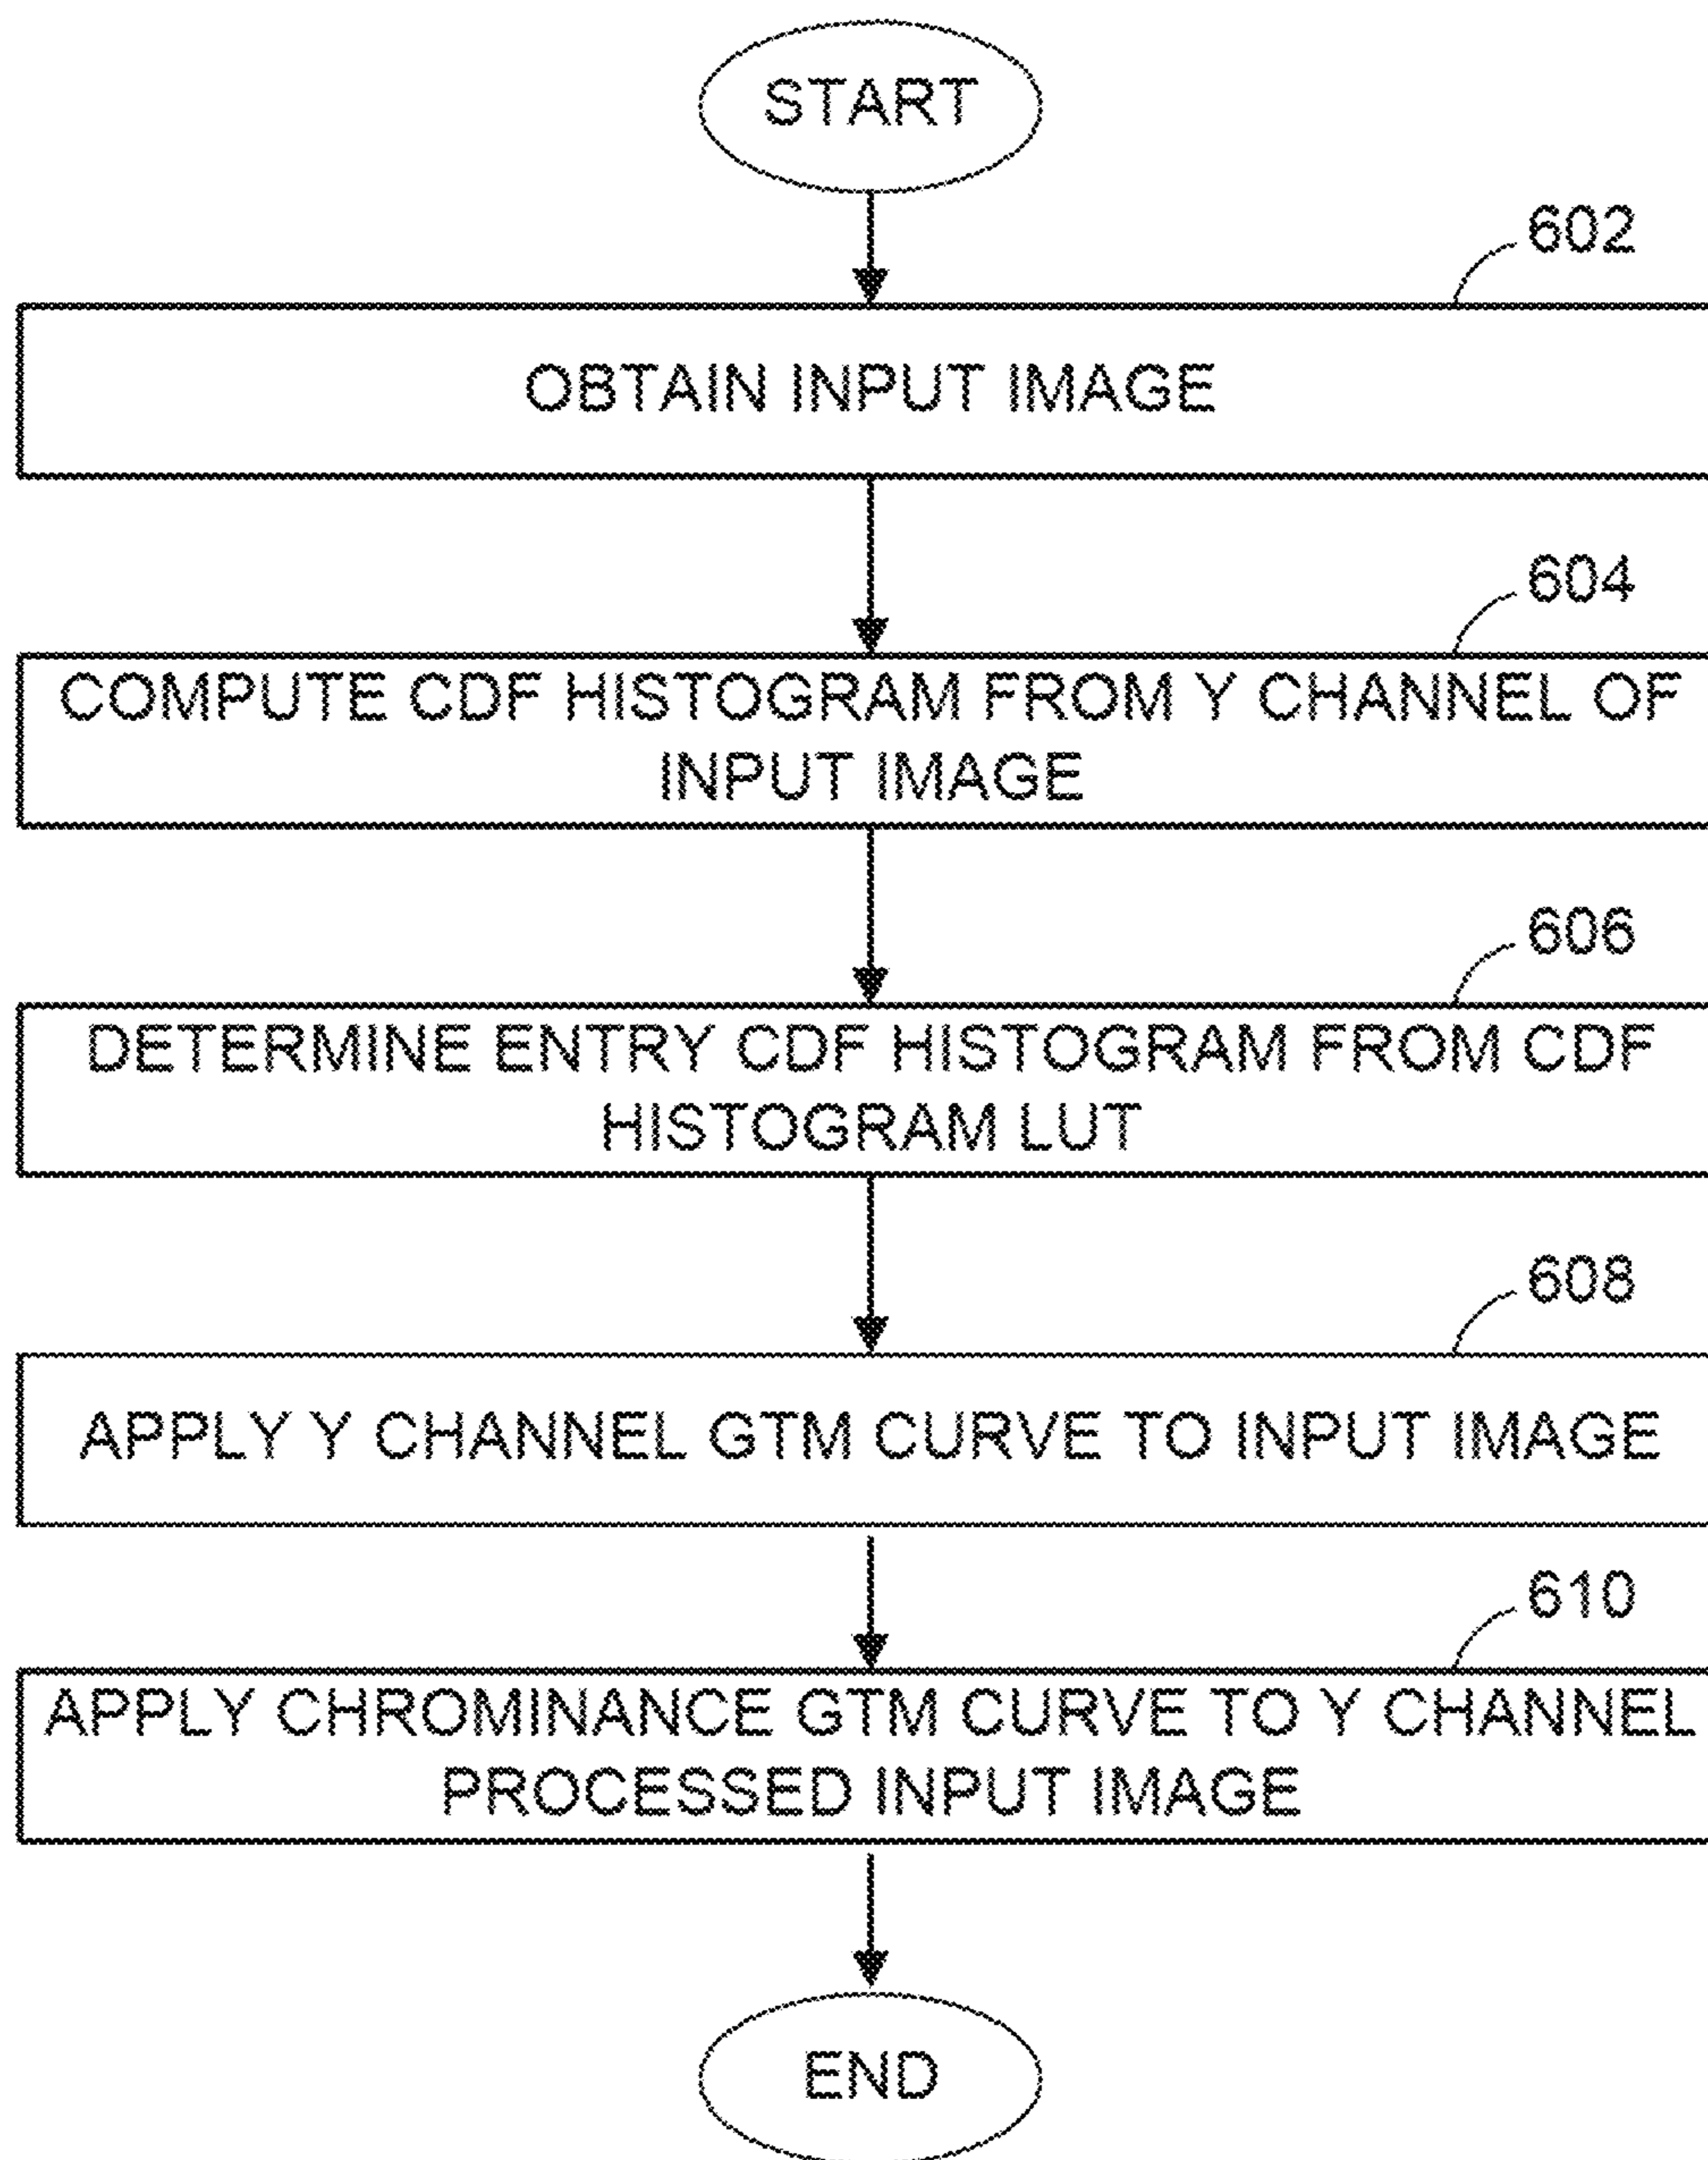 START
602
OBTAIN INPUT IMAGE
604
COMPUTE CDF HISTOGRAM FROM Y CHANNEL OF
INPUT IMAGE
606
DETERMINE ENTRY CDF HISTOGRAM FROM CDF
HISTOGRAM LUT
608
APPLY Y CHANNEL GTM CURVE TO INPUT IMAGE
610
APPLY CHROMINANCE GTM CURVE TO Y CHANNEL
PROCESSED INPUT IMAGE
END